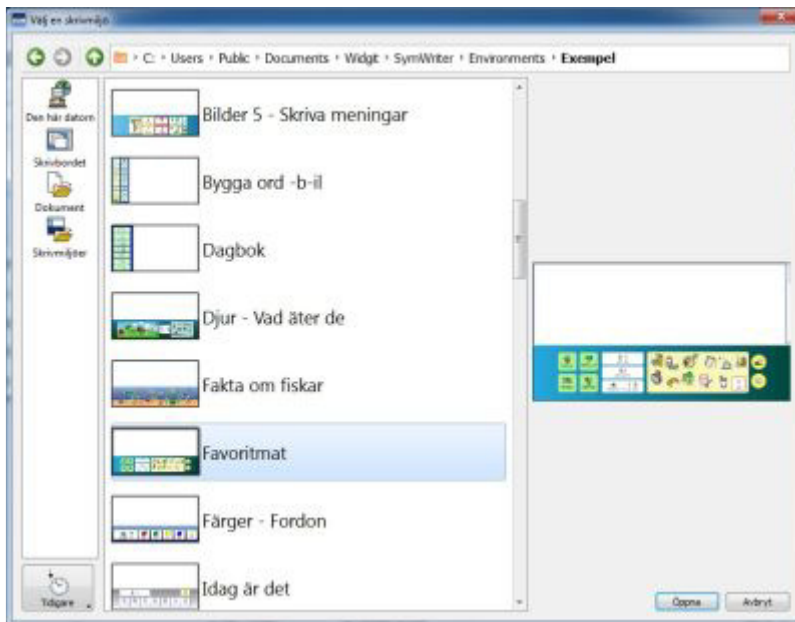 Välj en skrivmiljö
C: Users Public Documents Widgit SymWriter Environments Exempel
Den här datorn
Skrivbordet
Dokument
Skrivmiljöer
Bilder 5 - Skriva meningar
Bygga ord -b-il
Dagbok
Djur - Vad äter de
Fakta om fiskar
Favoritmat
Färger - Fordon
Idag är det
Tidigare
Öppna
Avbryt